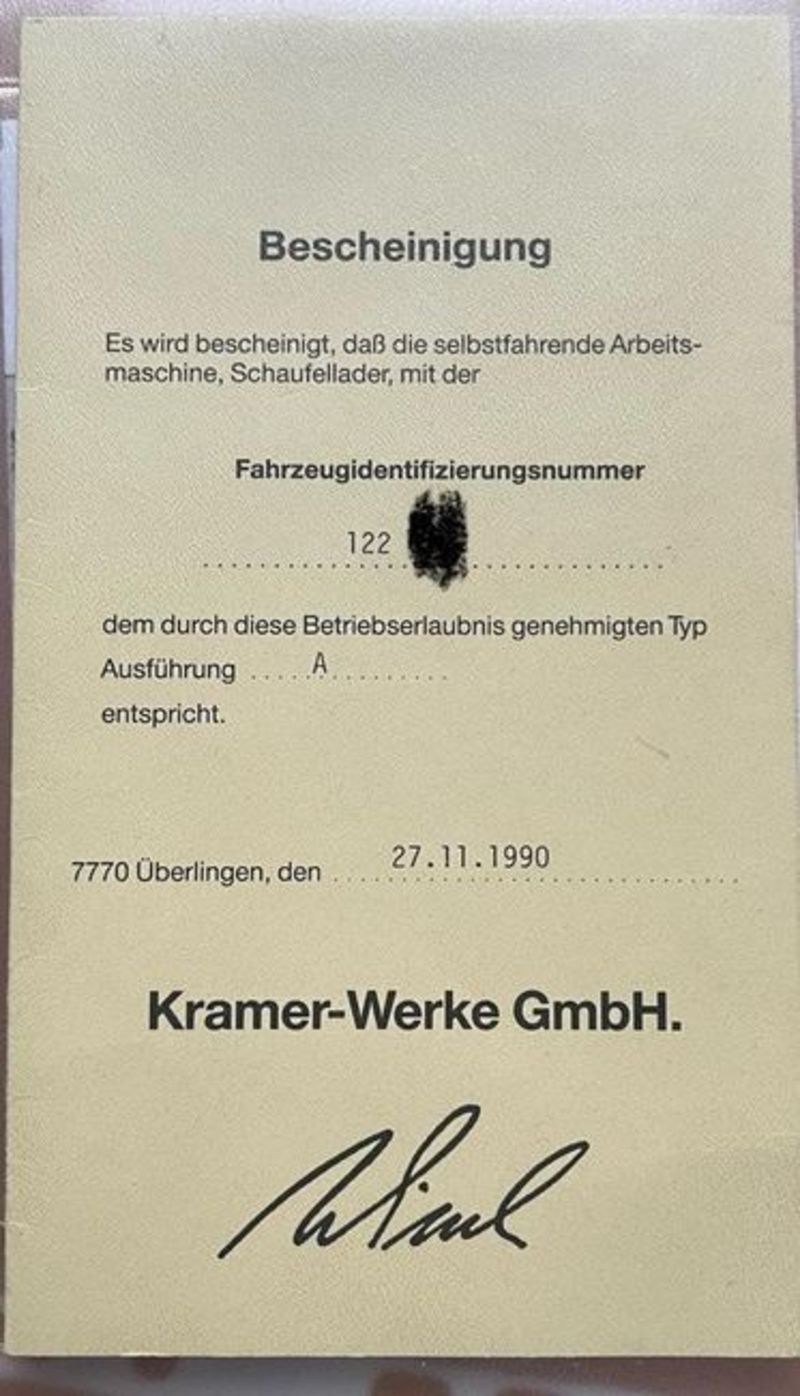 Bescheinigung
Es wird bescheinigt, daß die selbstfahrende Arbeits-
maschine, Schaufellader, mit der
Fahrzeugidentifizierungsnummer
122
dem durch diese Betriebserlaubnis genehmigten Typ
Ausführung .....A.........
entspricht.
7770 Überlingen, den 27.11.1990
Kramer-Werke GmbH.